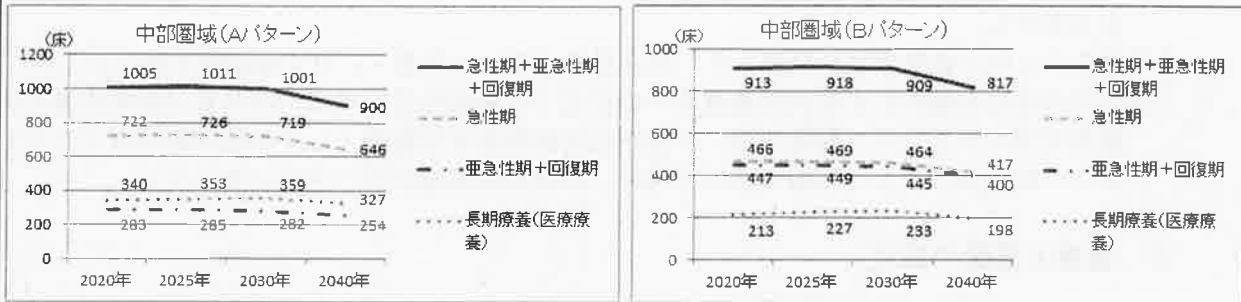 中部圏域(Aパターン)
(床)
1200
1000
800
600
400
200
0
1005 1011 1001 900
722 726 719 646
340 353 359 327
283 285 282 254
2020年 2025年 2030年 2040年
急性期+亜急性期
+回復期
急性期
亜急性期+回復期
長期療養(医療療
養)
中部圏域(Bパターン)
(床)
1000
800
600
400
200
0
913 918 909 817
466 469 464 417
447 449 445 400
213 227 233 198
2020年 2025年 2030年 2040年
急性期+亜急性期
+回復期
急性期
亜急性期+回復期
長期療養(医療療
養)